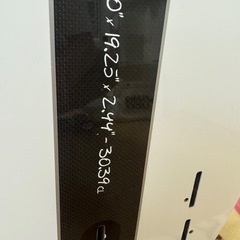 0" x 19.25" x 2.44" - 3039 a